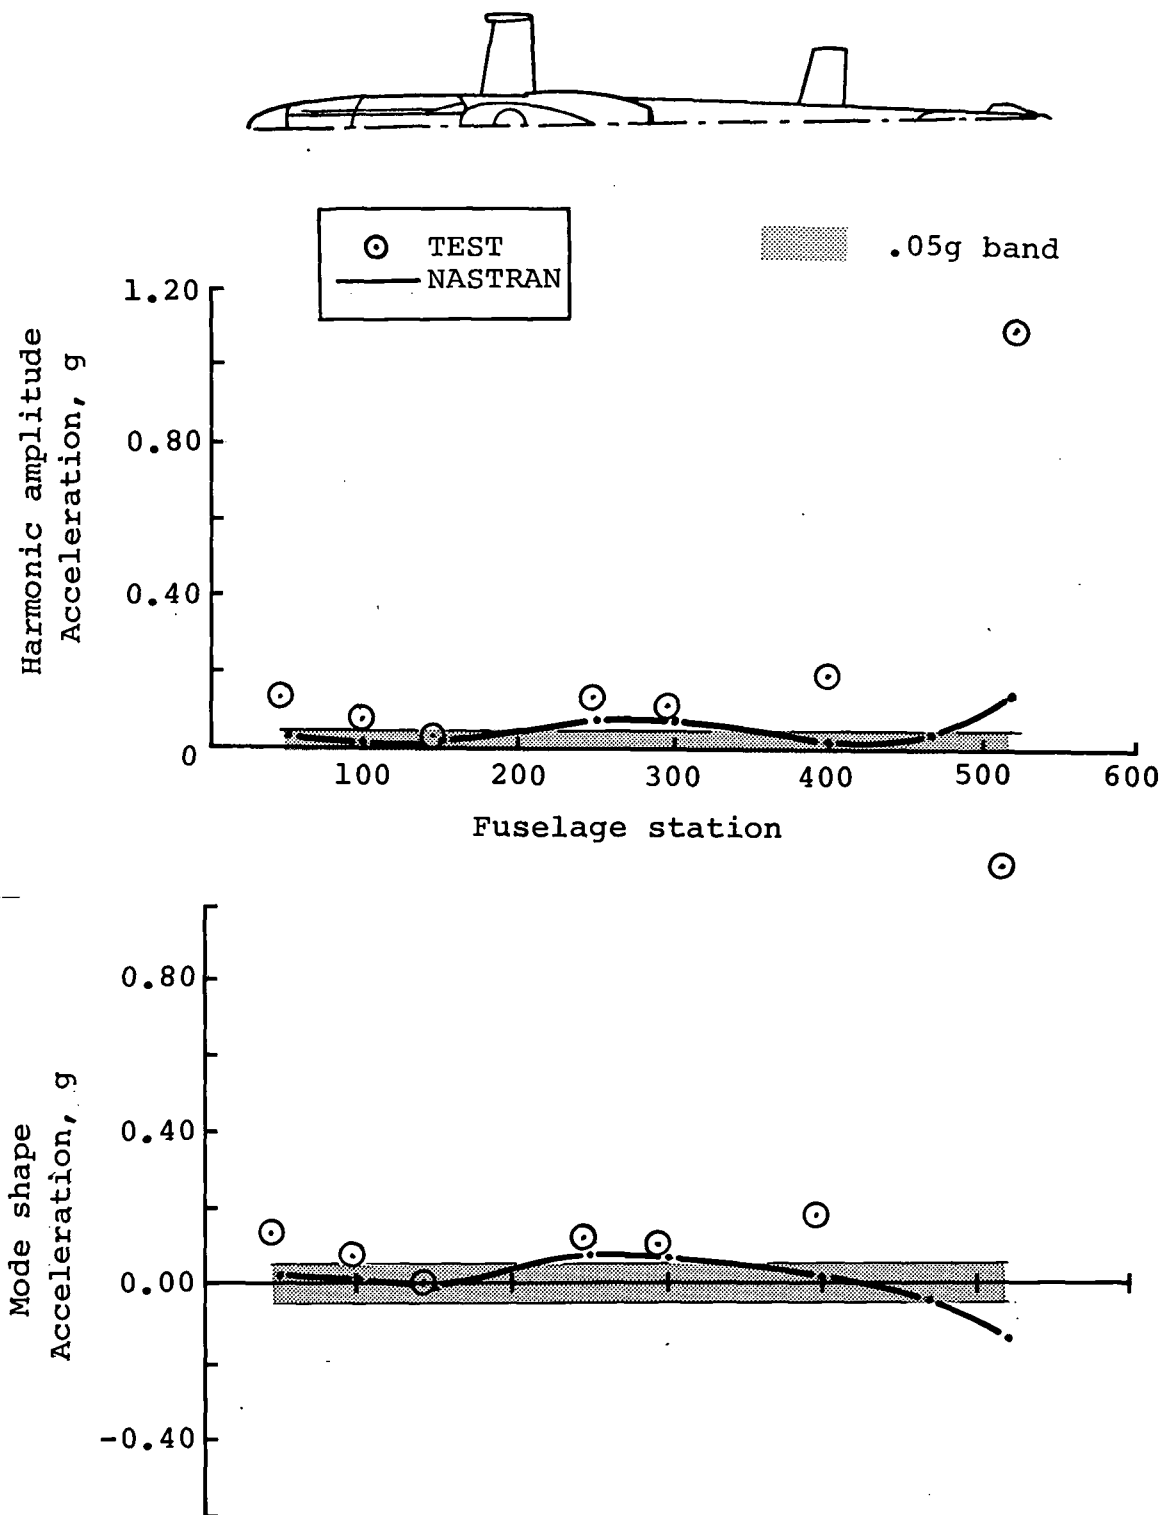 TEST
NASTRAN
.05g band
Harmonic amplitude
Acceleration, g
1.20
0.80
0.40
0
100 200 300 400 500 600
Fuselage station
Mode shape
Acceleration, g
0.80
0.40
0.00
-0.40